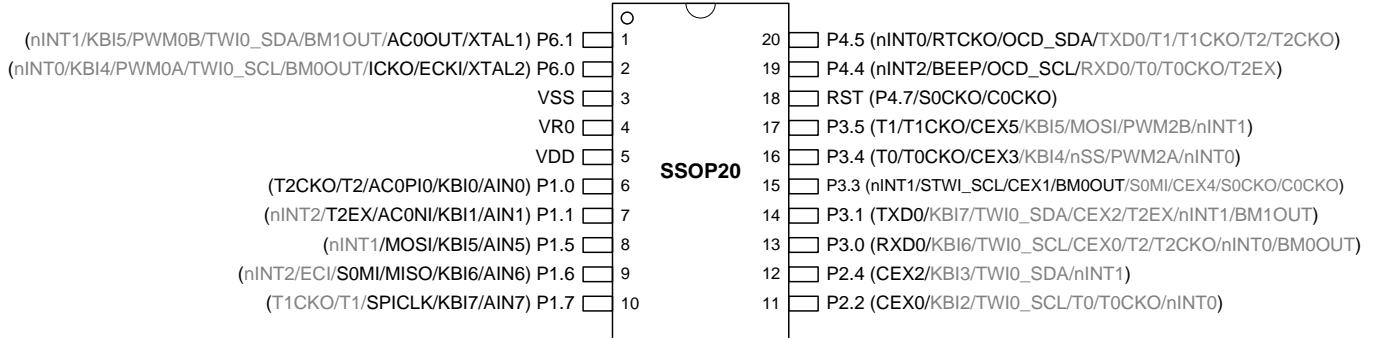 (nINT1/KBI5/PWM0B/TWI0_SDA/BM1OUT/AC0OUT/XTAL1) P6.1 1
(nINT0/KBI4/PWM0A/TWI0_SCL/BM0OUT/ICKO/ECKI/XTAL2) P6.0 2
VSS 3
VR0 4
VDD 5
(T2CKO/T2/AC0PI0/KBI0/AIN0) P1.0 6
(nINT2/T2EX/AC0NI/KBI1/AIN1) P1.1 7
(nINT1/MOSI/KBI5/AIN5) P1.5 8
(nINT2/ECI/S0MI/MISO/KBI6/AIN6) P1.6 9
(T1CKO/T1/SPICLK/KBI7/AIN7) P1.7 10
SSOP20
20 P4.5 (nINT0/RTCKO/OCD_SDA/TXD0/T1/T1CKO/T2/T2CKO)
19 P4.4 (nINT2/BEEP/OCD_SCL/RXD0/T0/T0CKO/T2EX)
18 RST (P4.7/S0CKO/C0CKO)
17 P3.5 (T1/T1CKO/CEX5/KBI5/MOSI/PWM2B/nINT1)
16 P3.4 (T0/T0CKO/CEX3/KBI4/nSS/PWM2A/nINT0)
15 P3.3 (nINT1/STWI_SCL/CEX1/BM0OUT/S0MI/CEX4/S0CKO/C0CKO)
14 P3.1 (TXD0/KBI7/TWI0_SDA/CEX2/T2EX/nINT1/BM1OUT)
13 P3.0 (RXD0/KBI6/TWI0_SCL/CEX0/T2/T2CKO/nINT0/BM0OUT)
12 P2.4 (CEX2/KBI3/TWI0_SDA/nINT1)
11 P2.2 (CEX0/KBI2/TWI0_SCL/T0/T0CKO/nINT0)